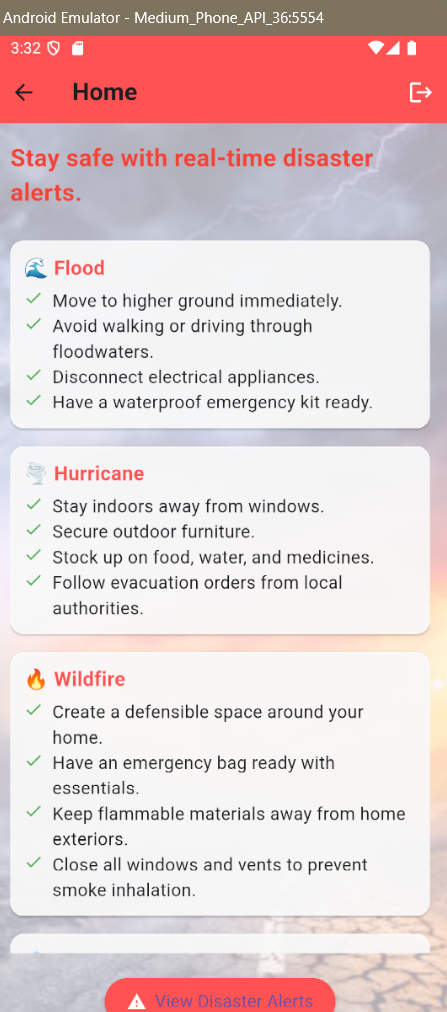 Android Emulator - Medium_Phone_API_36:5554
3:32
Home
Stay safe with real-time disaster
alerts.
Flood
Move to higher ground immediately.
Avoid walking or driving through
floodwaters.
Disconnect electrical appliances.
Have a waterproof emergency kit ready.
Hurricane
Stay indoors away from windows.
Secure outdoor furniture.
Stock up on food, water, and medicines.
Follow evacuation orders from local
authorities.
Wildfire
Create a defensible space around your
home.
Have an emergency bag ready with
essentials.
Keep flammable materials away from home
exteriors.
Close all windows and vents to prevent
smoke inhalation.
View Disaster Alerts